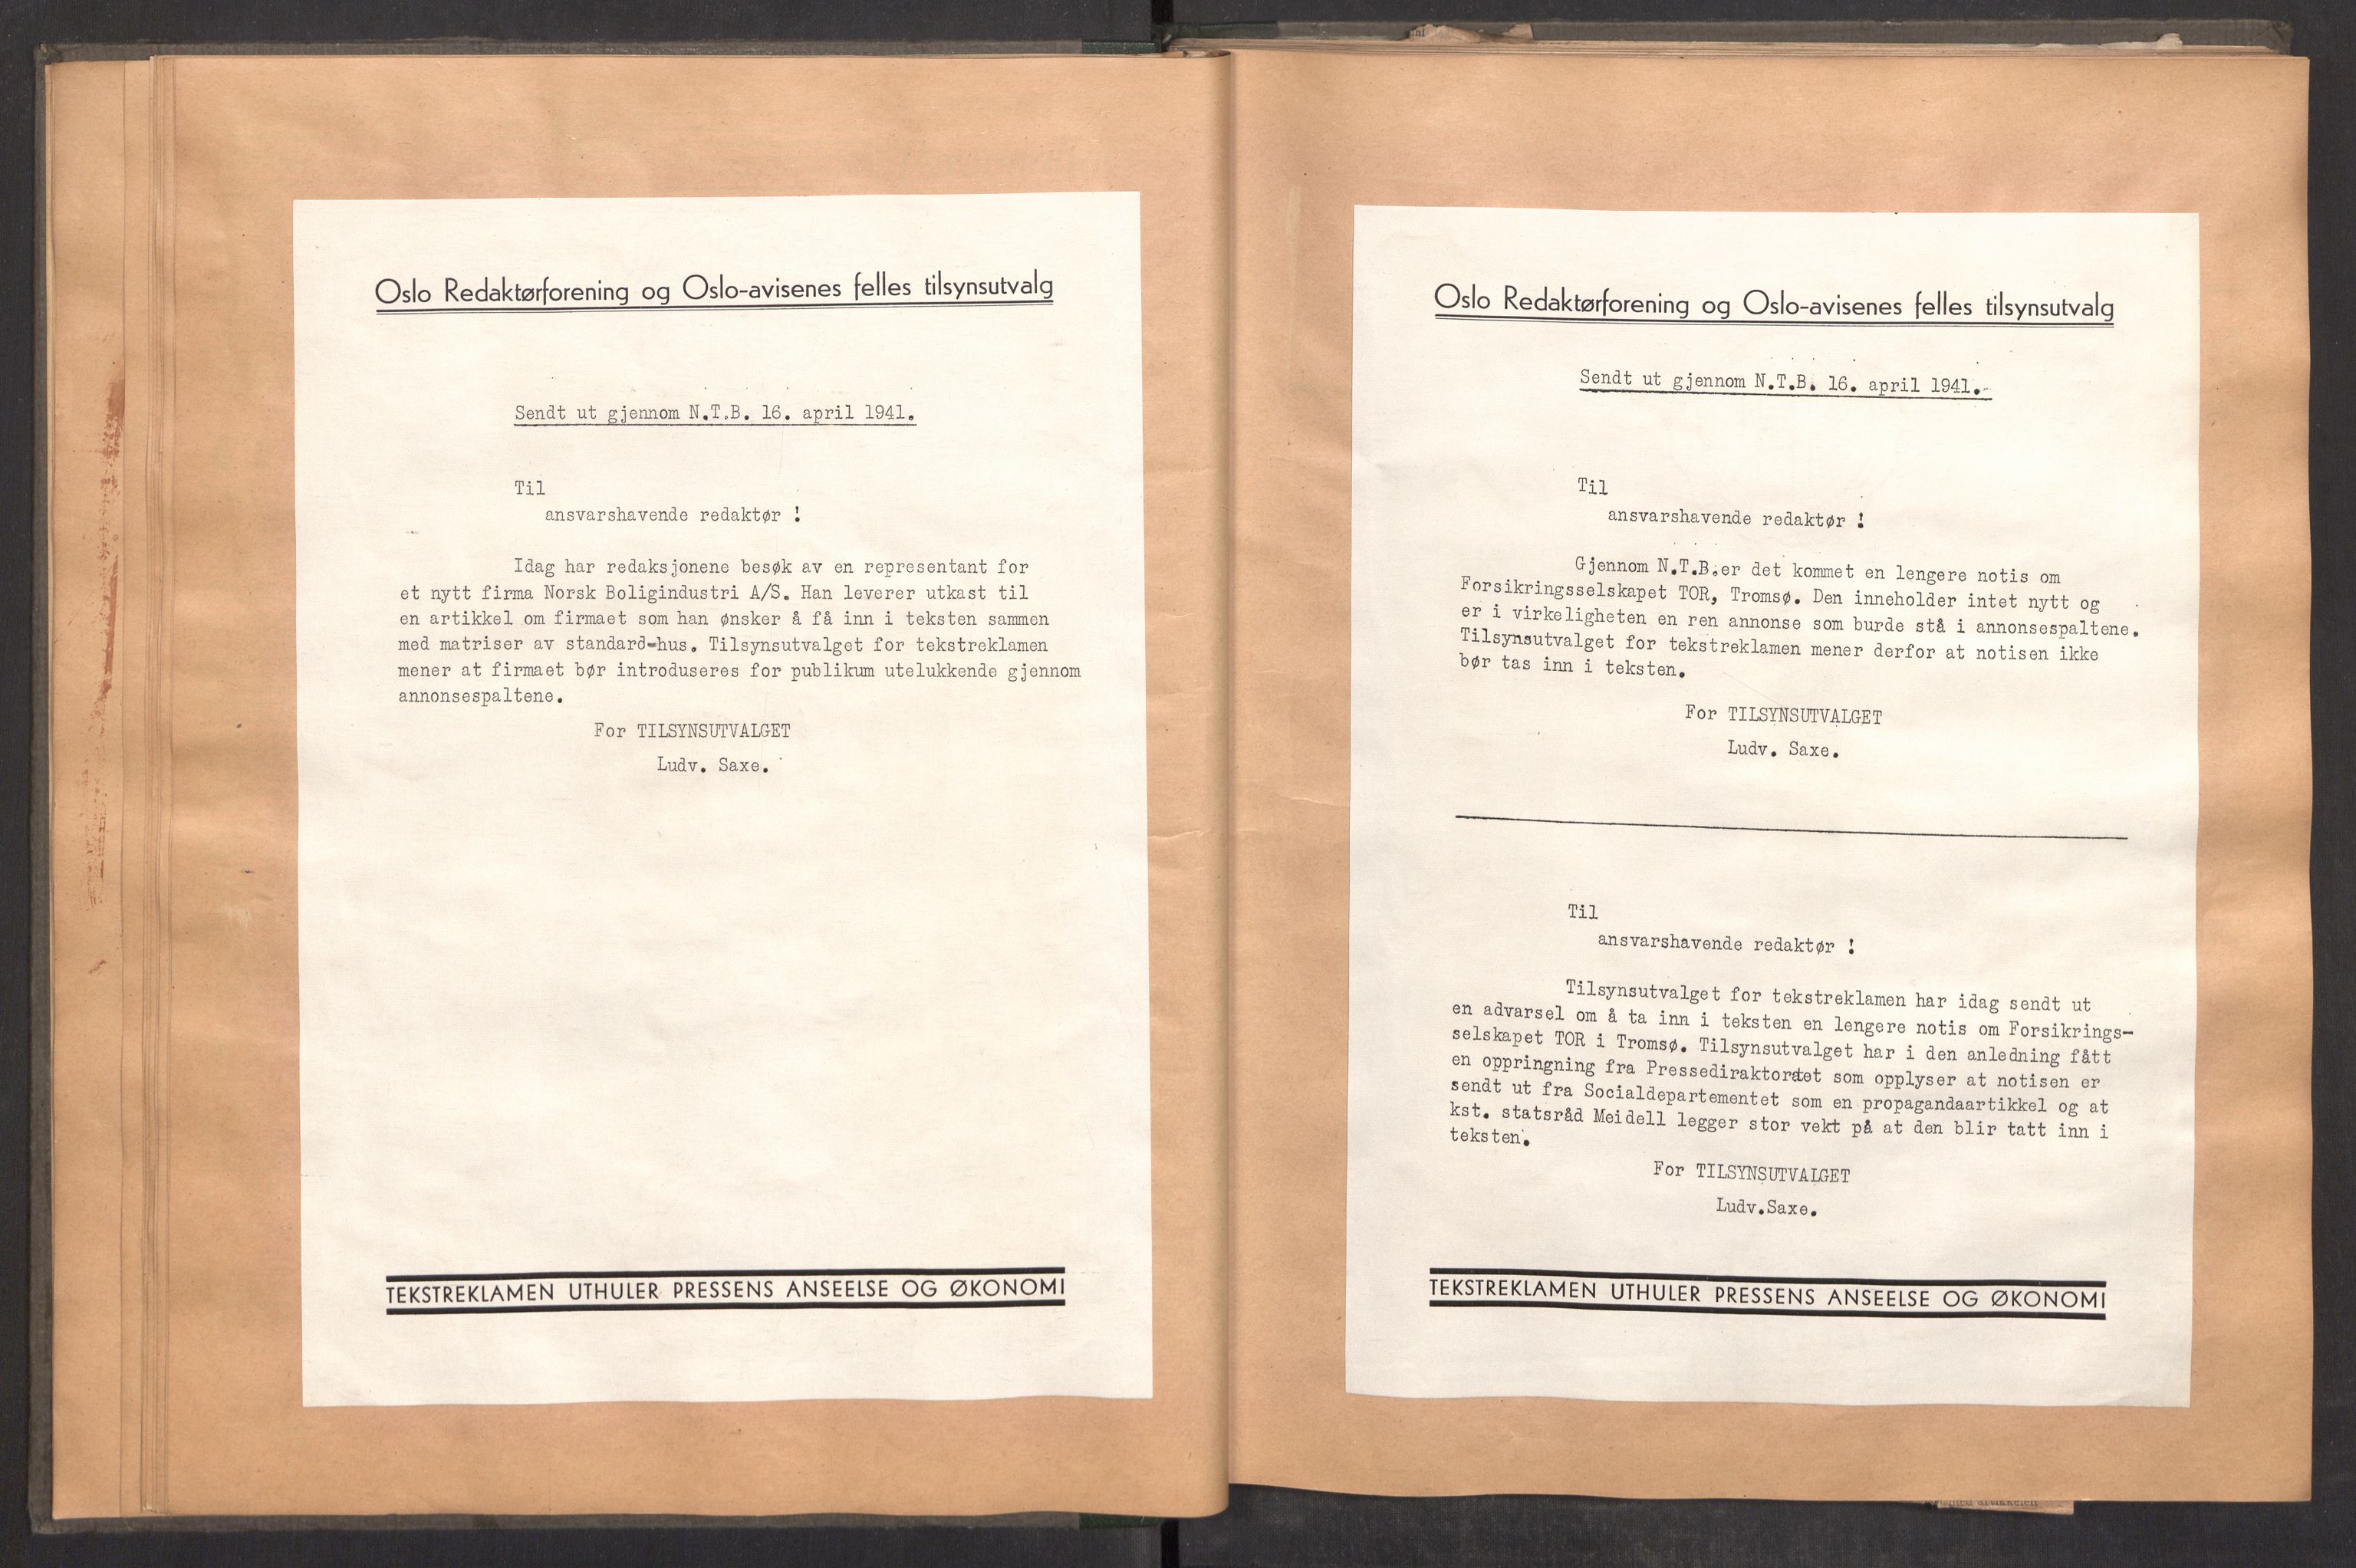 Oslo Redaktørforening og Oslo-avisenes felles tilsynsutvalg
Sendt ut gjennom N.T.B. 16. april 1941.
Til
ansvarshavende redaktør !
Idag har redaksjonene besøk av en representant for
et nytt firma Norsk Boligindustri A/S. Han leverer utkast til
en artikkel om firmaet som han ønsker å få inn i teksten sammen
med matriser av standard-hus. Tilsynsutvalget for tekstreklamen
mener at firmaet bør introduseres for publikum utelukkende gjennom
annonsespaltene.
For TILSYNSUTVALGET
Ludv. Saxe.
TEKSTREKLAMEN UTHULER PRESSENS ANSEELSE OG ØKONOMI
Oslo Redaktørforening og Oslo-avisenes felles tilsynsutvalg
Sendt ut gjennom N.T.B. 16. april 1941.-
Til
ansvarshavende redaktør !
Gjennom N.T.B.er det kommet en lengere notis om
Forsikringsselskapet TOR, Tromsø. Den inneholder intet nytt og
er i virkeligheten en ren annonse som burde stå i annonsespaltene.
Tilsynsutvalget for tekstreklamen mener derfor at notisen ikke
bør tas inn i teksten.
For TILSYNSUTVALGET
Ludv. Saxe.
Til
ansvarshavende redaktør !
Tilsynsutvalget for tekstreklamen har idag sendt ut
en advarsel om å ta inn i teksten en lengere notis om Forsikrings-
selskapet TOR i Tromsø. Tilsynsutvalget har i den anledning fått
en oppringning fra Pressediraktoratet som opplyser at notisen er
sendt ut fra Socialdepartementet som en propagandaartikkel og at
kst. statsråd Meidell legger stor vekt på at den blir tatt inn i
teksten.
For TILSYNSUTVALGET
Ludv.Saxe.
TEKSTREKLAMEN UTHULER PRESSENS ANSEELSE OG ØKONOMI